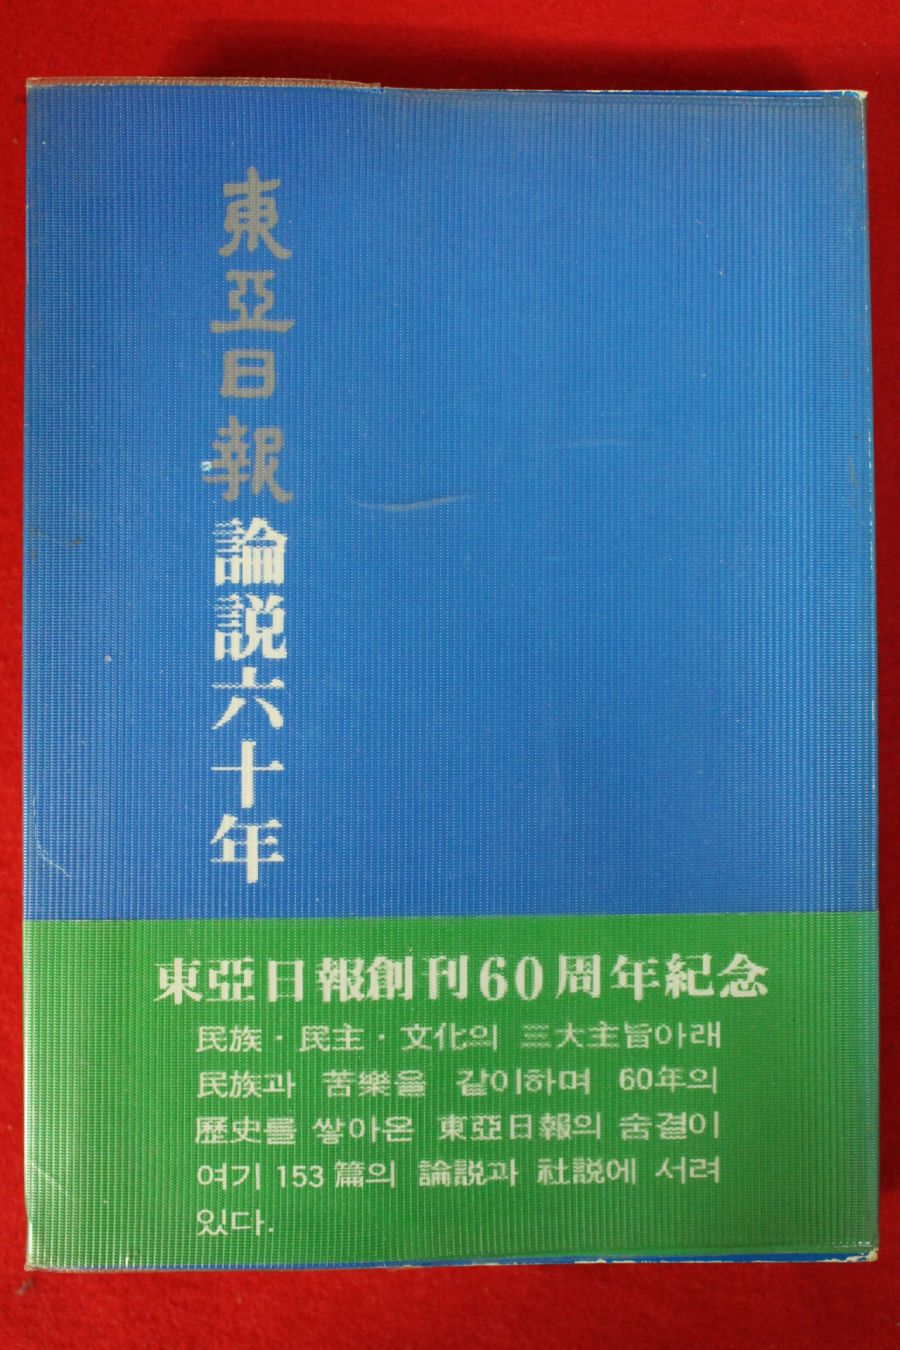 東亞日報論説六十年
東亞日報創刊60周年紀念
民族·民主·文化의 三大主旨아래
民族과 苦樂을 같이하며 60年의
歷史를 쌓아온 東亞日報의 숨결이
여기 153篇의 論説과 社説에 서려
있다.